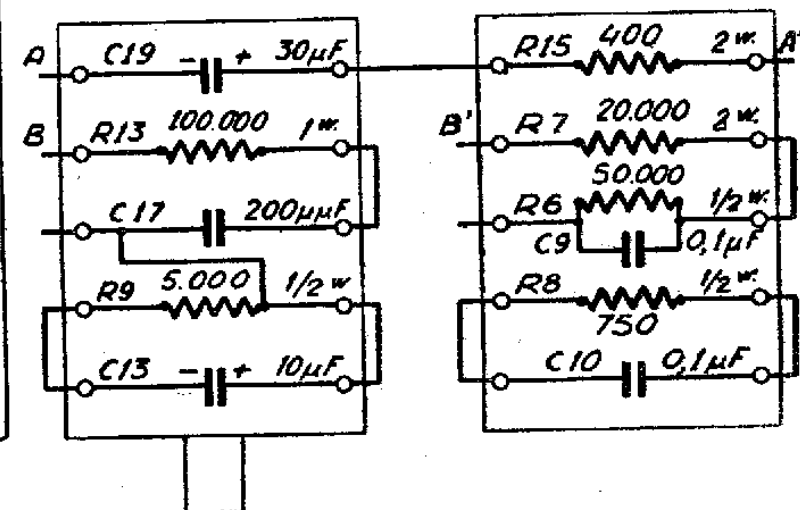 A C19 - + 30µF
B R13 100.000 1 w.
C17 200µµF
R9 5.000 1/2 w
C13 - + 10µF
R15 400 2 w. A'
B' R7 20.000 2 w.
R6 50.000 1/2 w.
C9 0,1µF
R8 750 1/2 w.
C10 0,1µF